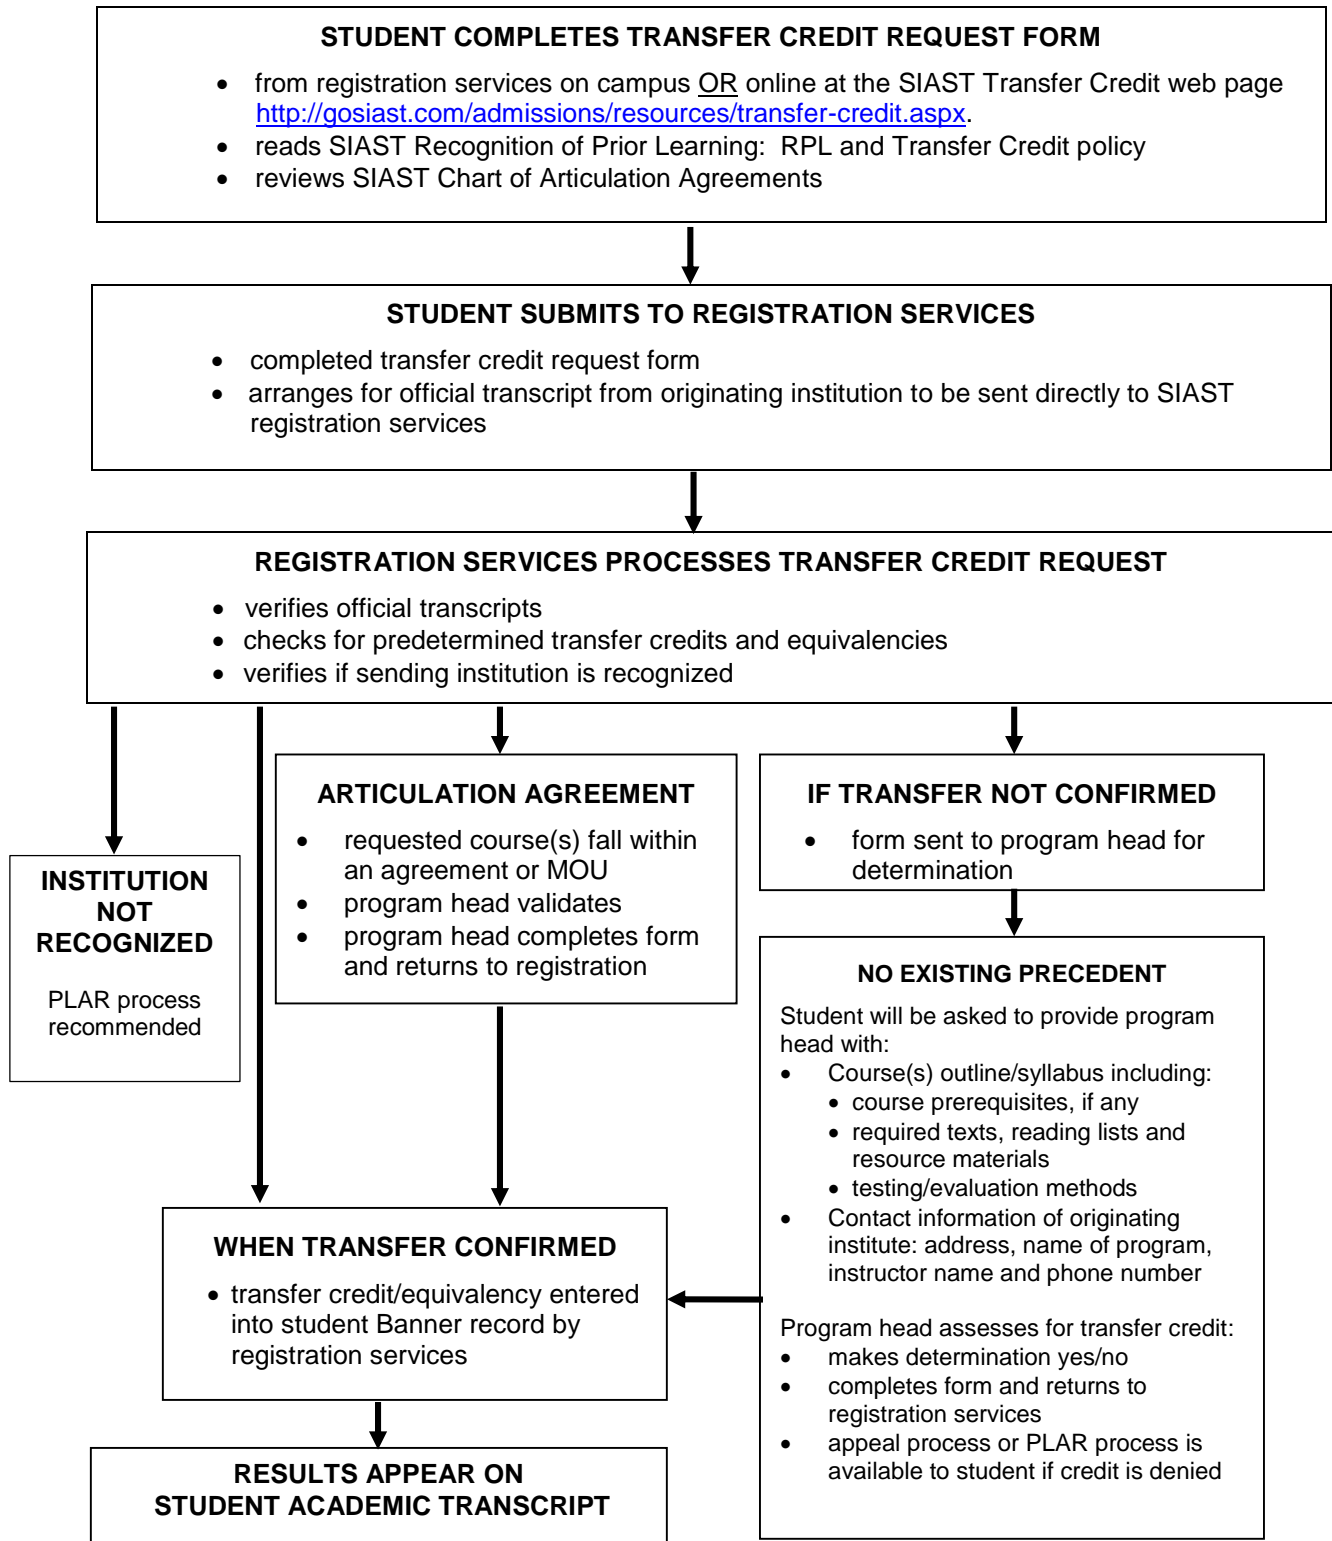 STUDENT COMPLETES TRANSFER CREDIT REQUEST FORM
• from registration services on campus OR online at the SIAST Transfer Credit web page
http://gosiast.com/admissions/resources/transfer-credit.aspx.
• reads SIAST Recognition of Prior Learning: RPL and Transfer Credit policy
• reviews SIAST Chart of Articulation Agreements
STUDENT SUBMITS TO REGISTRATION SERVICES
• completed transfer credit request form
• arranges for official transcript from originating institution to be sent directly to SIAST
registration services
REGISTRATION SERVICES PROCESSES TRANSFER CREDIT REQUEST
• verifies official transcripts
• checks for predetermined transfer credits and equivalencies
• verifies if sending institution is recognized
INSTITUTION
NOT
RECOGNIZED
PLAR process
recommended
ARTICULATION AGREEMENT
• requested course(s) fall within
an agreement or MOU
• program head validates
• program head completes form
and returns to registration
IF TRANSFER NOT CONFIRMED
• form sent to program head for
determination
NO EXISTING PRECEDENT
Student will be asked to provide program
head with:
• Course(s) outline/syllabus including:
• course prerequisites, if any
• required texts, reading lists and
resource materials
• testing/evaluation methods
• Contact information of originating
institute: address, name of program,
instructor name and phone number
Program head assesses for transfer credit:
• makes determination yes/no
• completes form and returns to
registration services
• appeal process or PLAR process is
available to student if credit is denied
WHEN TRANSFER CONFIRMED
• transfer credit/equivalency entered
into student Banner record by
registration services
RESULTS APPEAR ON
STUDENT ACADEMIC TRANSCRIPT